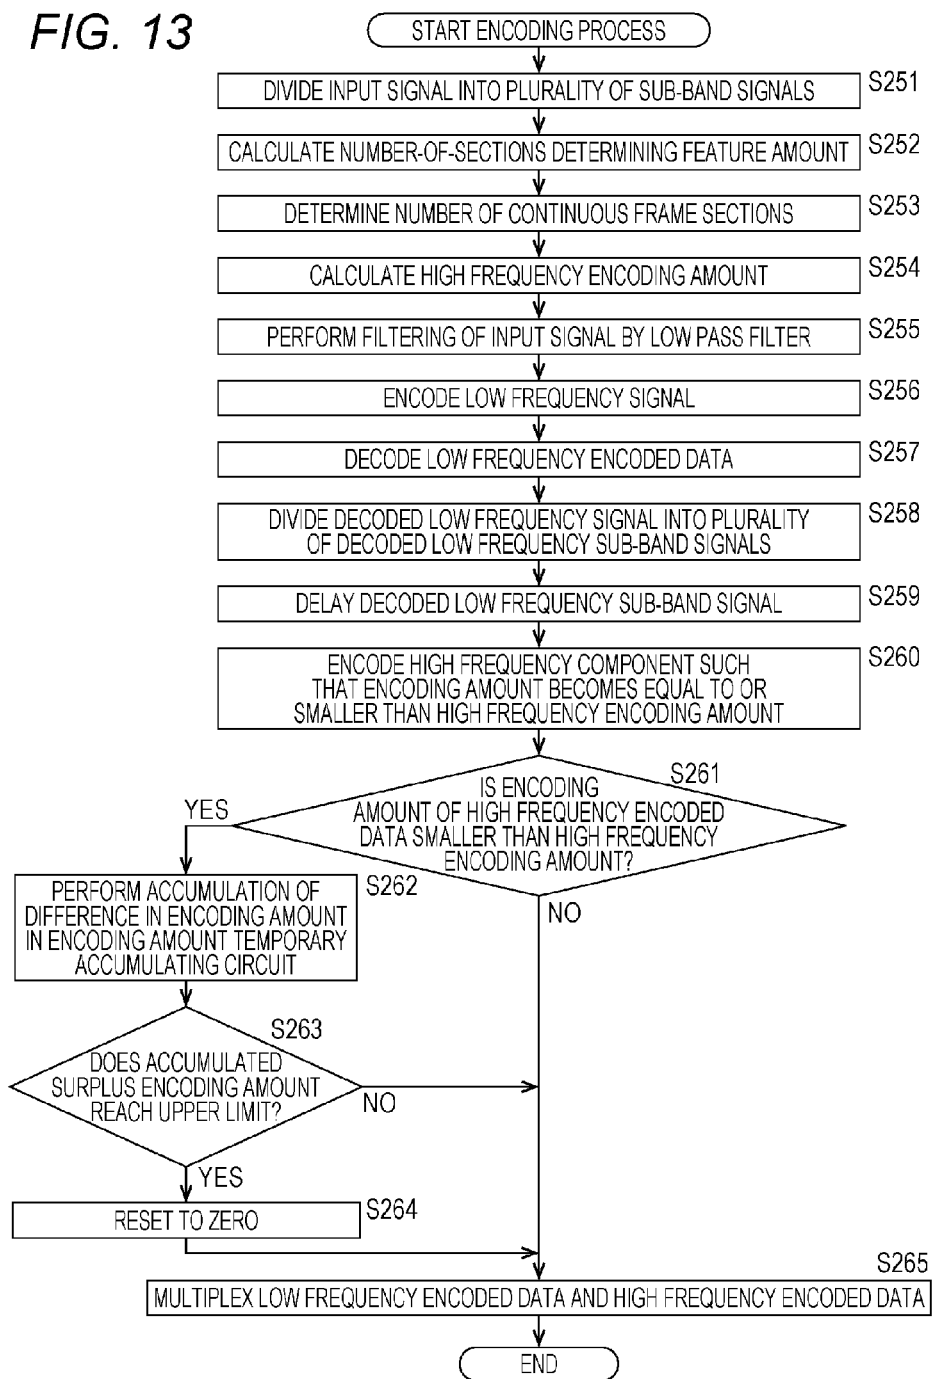 FIG. 13
START ENCODING PROCESS
S251
DIVIDE INPUT SIGNAL INTO PLURALITY OF SUB-BAND SIGNALS
S252
CALCULATE NUMBER-OF-SECTIONS DETERMINING FEATURE AMOUNT
S253
DETERMINE NUMBER OF CONTINUOUS FRAME SECTIONS
S254
CALCULATE HIGH FREQUENCY ENCODING AMOUNT
S255
PERFORM FILTERING OF INPUT SIGNAL BY LOW PASS FILTER
S256
ENCODE LOW FREQUENCY SIGNAL
S257
DECODE LOW FREQUENCY ENCODED DATA
S258
DIVIDE DECODED LOW FREQUENCY SIGNAL INTO PLURALITY
OF DECODED LOW FREQUENCY SUB-BAND SIGNALS
S259
DELAY DECODED LOW FREQUENCY SUB-BAND SIGNAL
S260
ENCODE HIGH FREQUENCY COMPONENT SUCH
THAT ENCODING AMOUNT BECOMES EQUAL TO OR
SMALLER THAN HIGH FREQUENCY ENCODING AMOUNT
S261
IS ENCODING
AMOUNT OF HIGH FREQUENCY ENCODED
DATA SMALLER THAN HIGH FREQUENCY
ENCODING AMOUNT?
YES
NO
S262
PERFORM ACCUMULATION OF
DIFFERENCE IN ENCODING AMOUNT
IN ENCODING AMOUNT TEMPORARY
ACCUMULATING CIRCUIT
S263
DOES ACCUMULATED
SURPLUS ENCODING AMOUNT
REACH UPPER LIMIT?
NO
YES
S264
RESET TO ZERO
S265
MULTIPLEX LOW FREQUENCY ENCODED DATA AND HIGH FREQUENCY ENCODED DATA
END